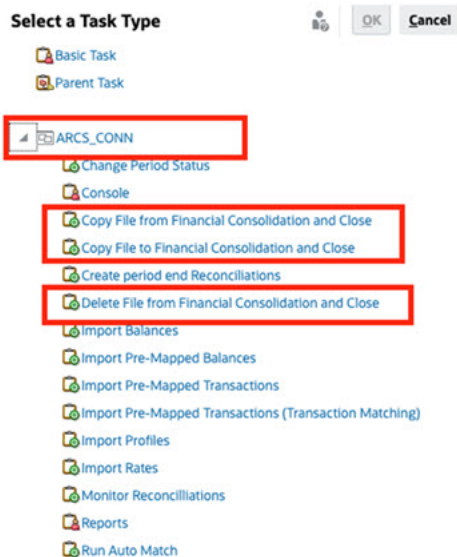 Select a Task Type
OK
Cancel
Basic Task
Parent Task
ARCS_CONN
Change Period Status
Console
Copy File from Financial Consolidation and Close
Copy File to Financial Consolidation and Close
Create period end Reconciliations
Delete File from Financial Consolidation and Close
Import Balances
Import Pre-Mapped Balances
Import Pre-Mapped Transactions
Import Pre-Mapped Transactions (Transaction Matching)
Import Profiles
Import Rates
Monitor Reconcilliations
Reports
Run Auto Match